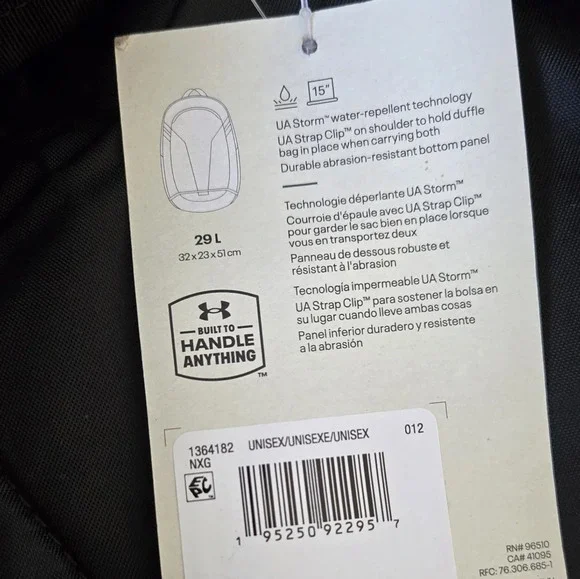 15"
UA Storm™ water-repellent technology
UA Strap Clip™ on shoulder to hold duffle
bag in place when carrying both
Durable abrasion-resistant bottom panel
Technologie déperlante UA Storm™
Courroie d'épaule avec UA Strap Clip™
pour garder le sac bien en place lorsque
vous en transportez deux
Panneau de dessous robuste et
résistant à l'abrasion
Tecnología impermeable UA Storm™
UA Strap Clip™ para sostener la bolsa en
su lugar cuando lleve ambas cosas
Panel inferior duradero y resistente
a la abrasión
29 L
32 x 23 x 51 cm
BUILT TO
HANDLE
ANYTHING™
1364182 UNISEX/UNISEXE/UNISEX 012
NXG
EPC
1 95250 92295 7
RN# 96510
CA# 41095
RFC: 76.306.685-1